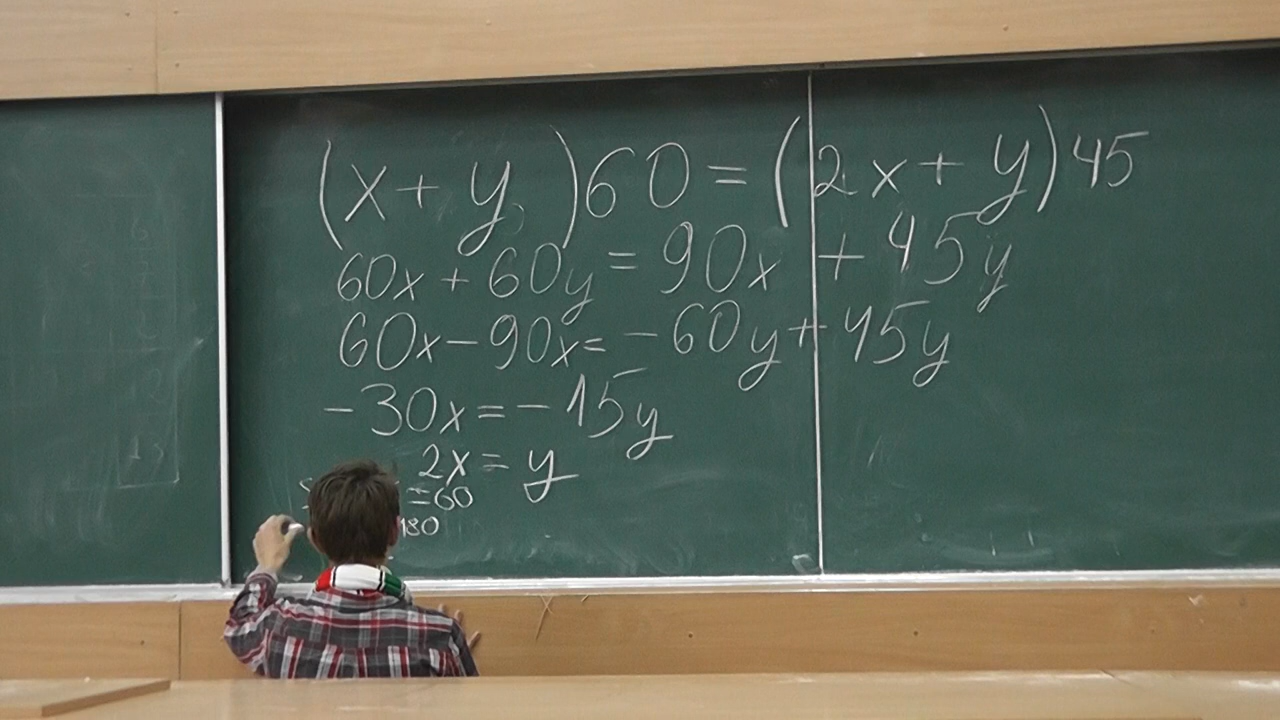 (x + y)60 = (2x + y)45
60x + 60y = 90x + 45y
60x - 90x = -60y + 45y
-30x = -15y
2x = y
=60
180